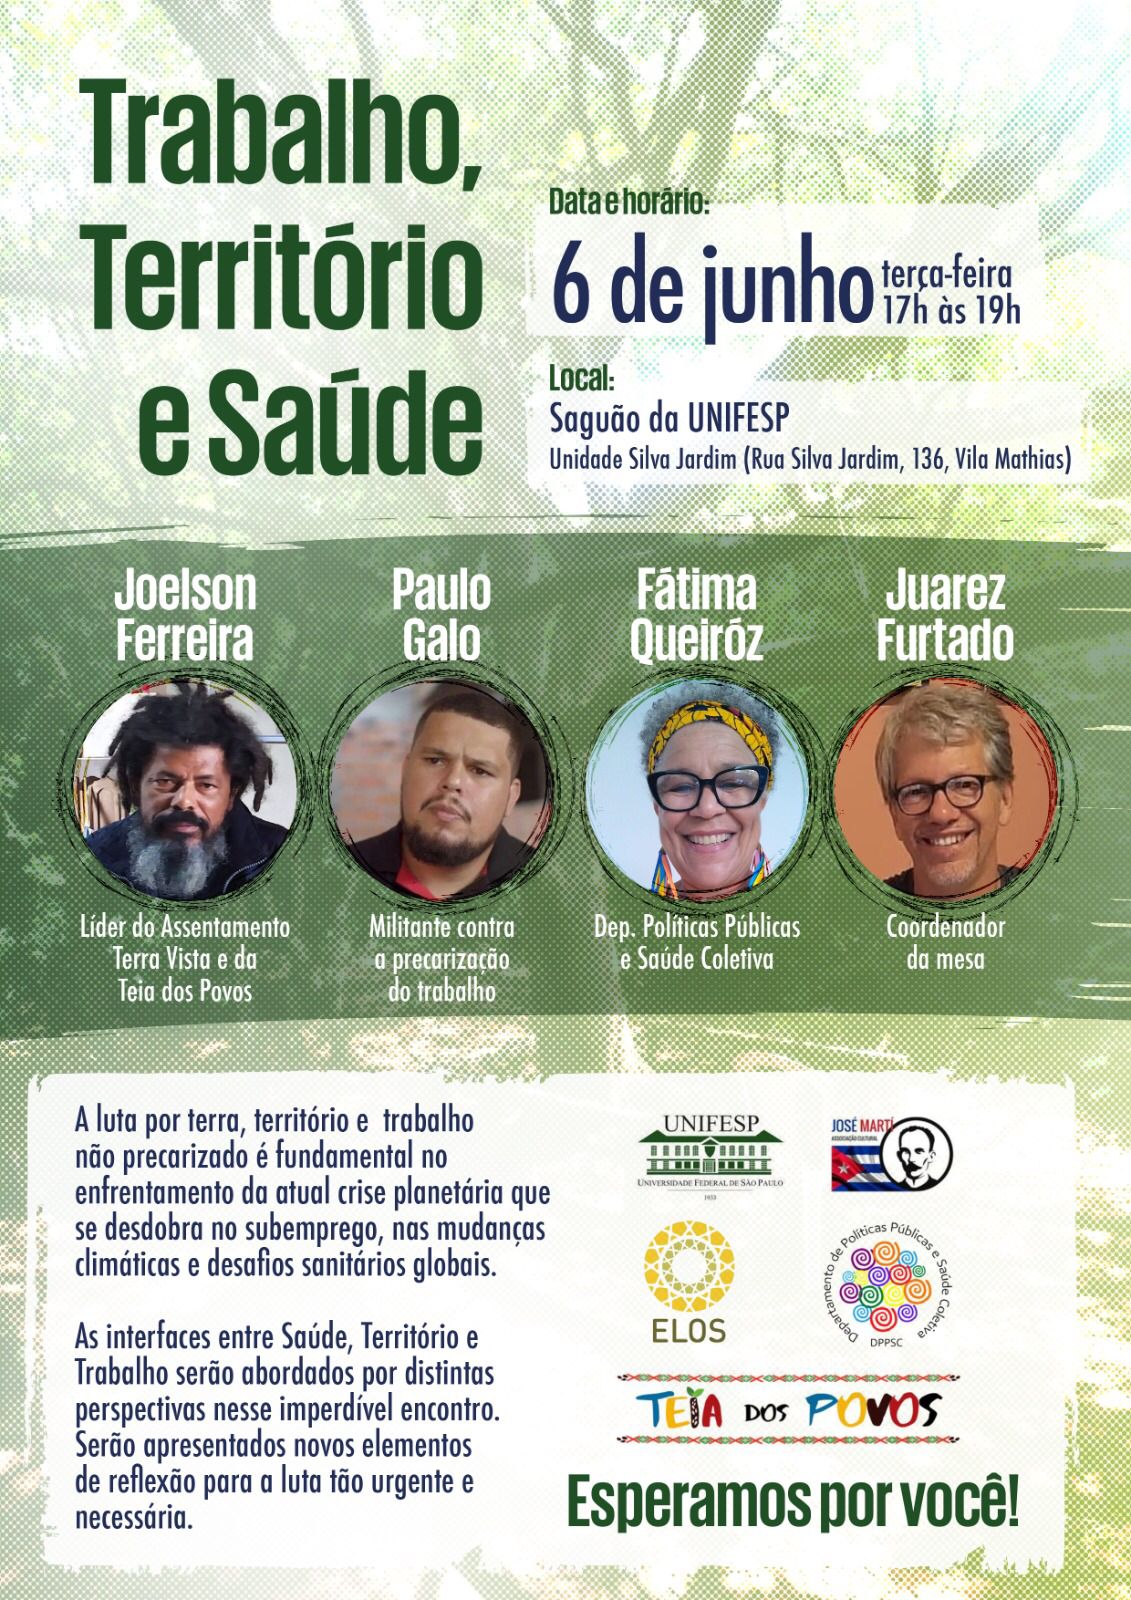 Trabalho,
Território
e Saúde
Data e horário:
6 de junho
terça-feira
17h às 19h
Local:
Saguão da UNIFESP
Unidade Silva Jardim (Rua Silva Jardim, 136, Vila Mathias)
Joelson
Ferreira
Líder do Assentamento
Terra Vista e da
Teia dos Povos
Paulo
Galo
Militante contra
a precarização
do trabalho
Fátima
Queiróz
Dep. Políticas Públicas
e Saúde Coletiva
Juarez
Furtado
Coordenador
da mesa
A luta por terra, território e trabalho
não precarizado é fundamental no
enfrentamento da atual crise planetária que
se desdobra no subemprego, nas mudanças
climáticas e desafios sanitários globais.
As interfaces entre Saúde, Território e
Trabalho serão abordados por distintas
perspectivas nesse imperdível encontro.
Serão apresentados novos elementos
de reflexão para a luta tão urgente e
necessária.
UNIFESP
UNIVERSIDADE FEDERAL DE SÃO PAULO
1933
JOSÉ MARTÍ
ASSOCIAÇÃO CULTURAL
ELOS
Departamento de Políticas Públicas e Saúde Coletiva
DPPSC
TEIA DOS POVOS
Esperamos por você!